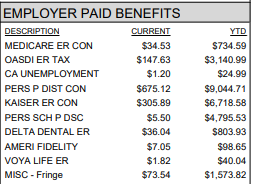 EMPLOYER PAID BENEFITS
DESCRIPTION CURRENT YTD
MEDICARE ER CON $34.53 $734.59
OASDI ER TAX $147.63 $3,140.99
CA UNEMPLOYMENT $1.20 $24.99
PERS P DIST CON $675.12 $9,044.71
KAISER ER CON $305.89 $6,718.58
PERS SCH P DSC $5.50 $4,795.53
DELTA DENTAL ER $36.04 $803.93
AMERI FIDELITY $7.05 $98.65
VOYA LIFE ER $1.82 $40.04
MISC - Fringe $73.54 $1,573.82